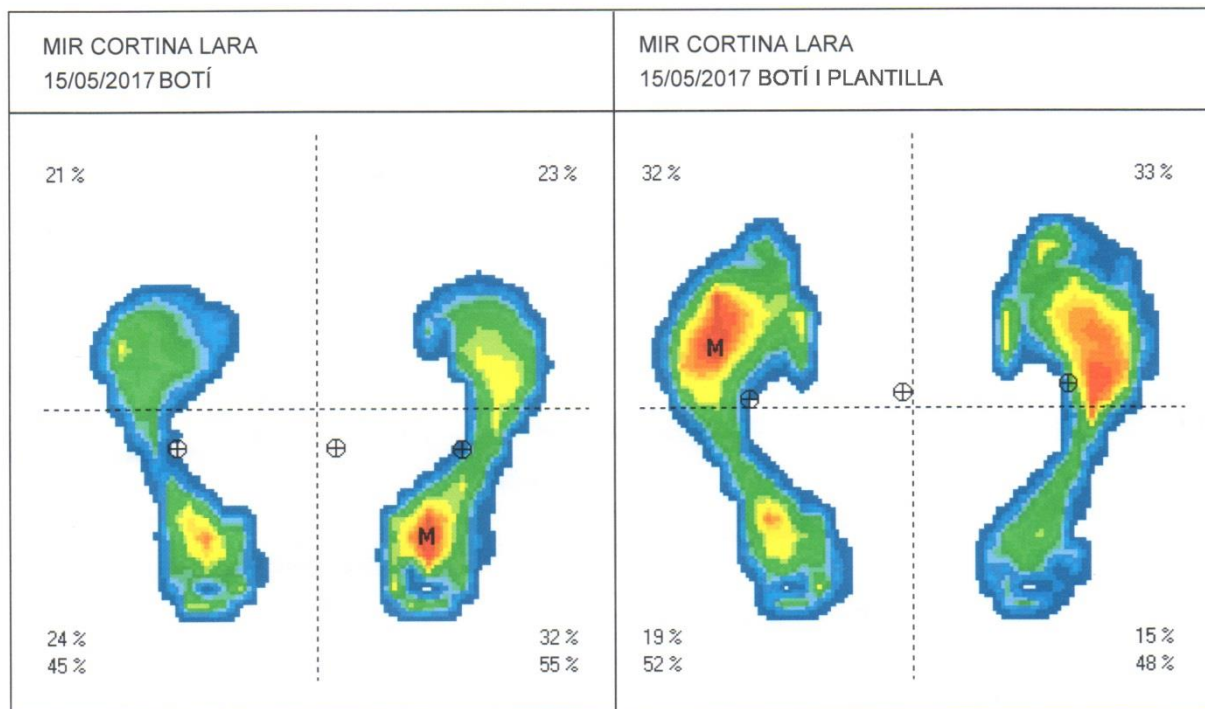 MIR CORTINA LARA
15/05/2017 BOTÍ
21 %
23 %
M
24 %
32 %
45 %
55 %
MIR CORTINA LARA
15/05/2017 BOTÍ I PLANTILLA
32 %
33 %
M
19 %
15 %
52 %
48 %